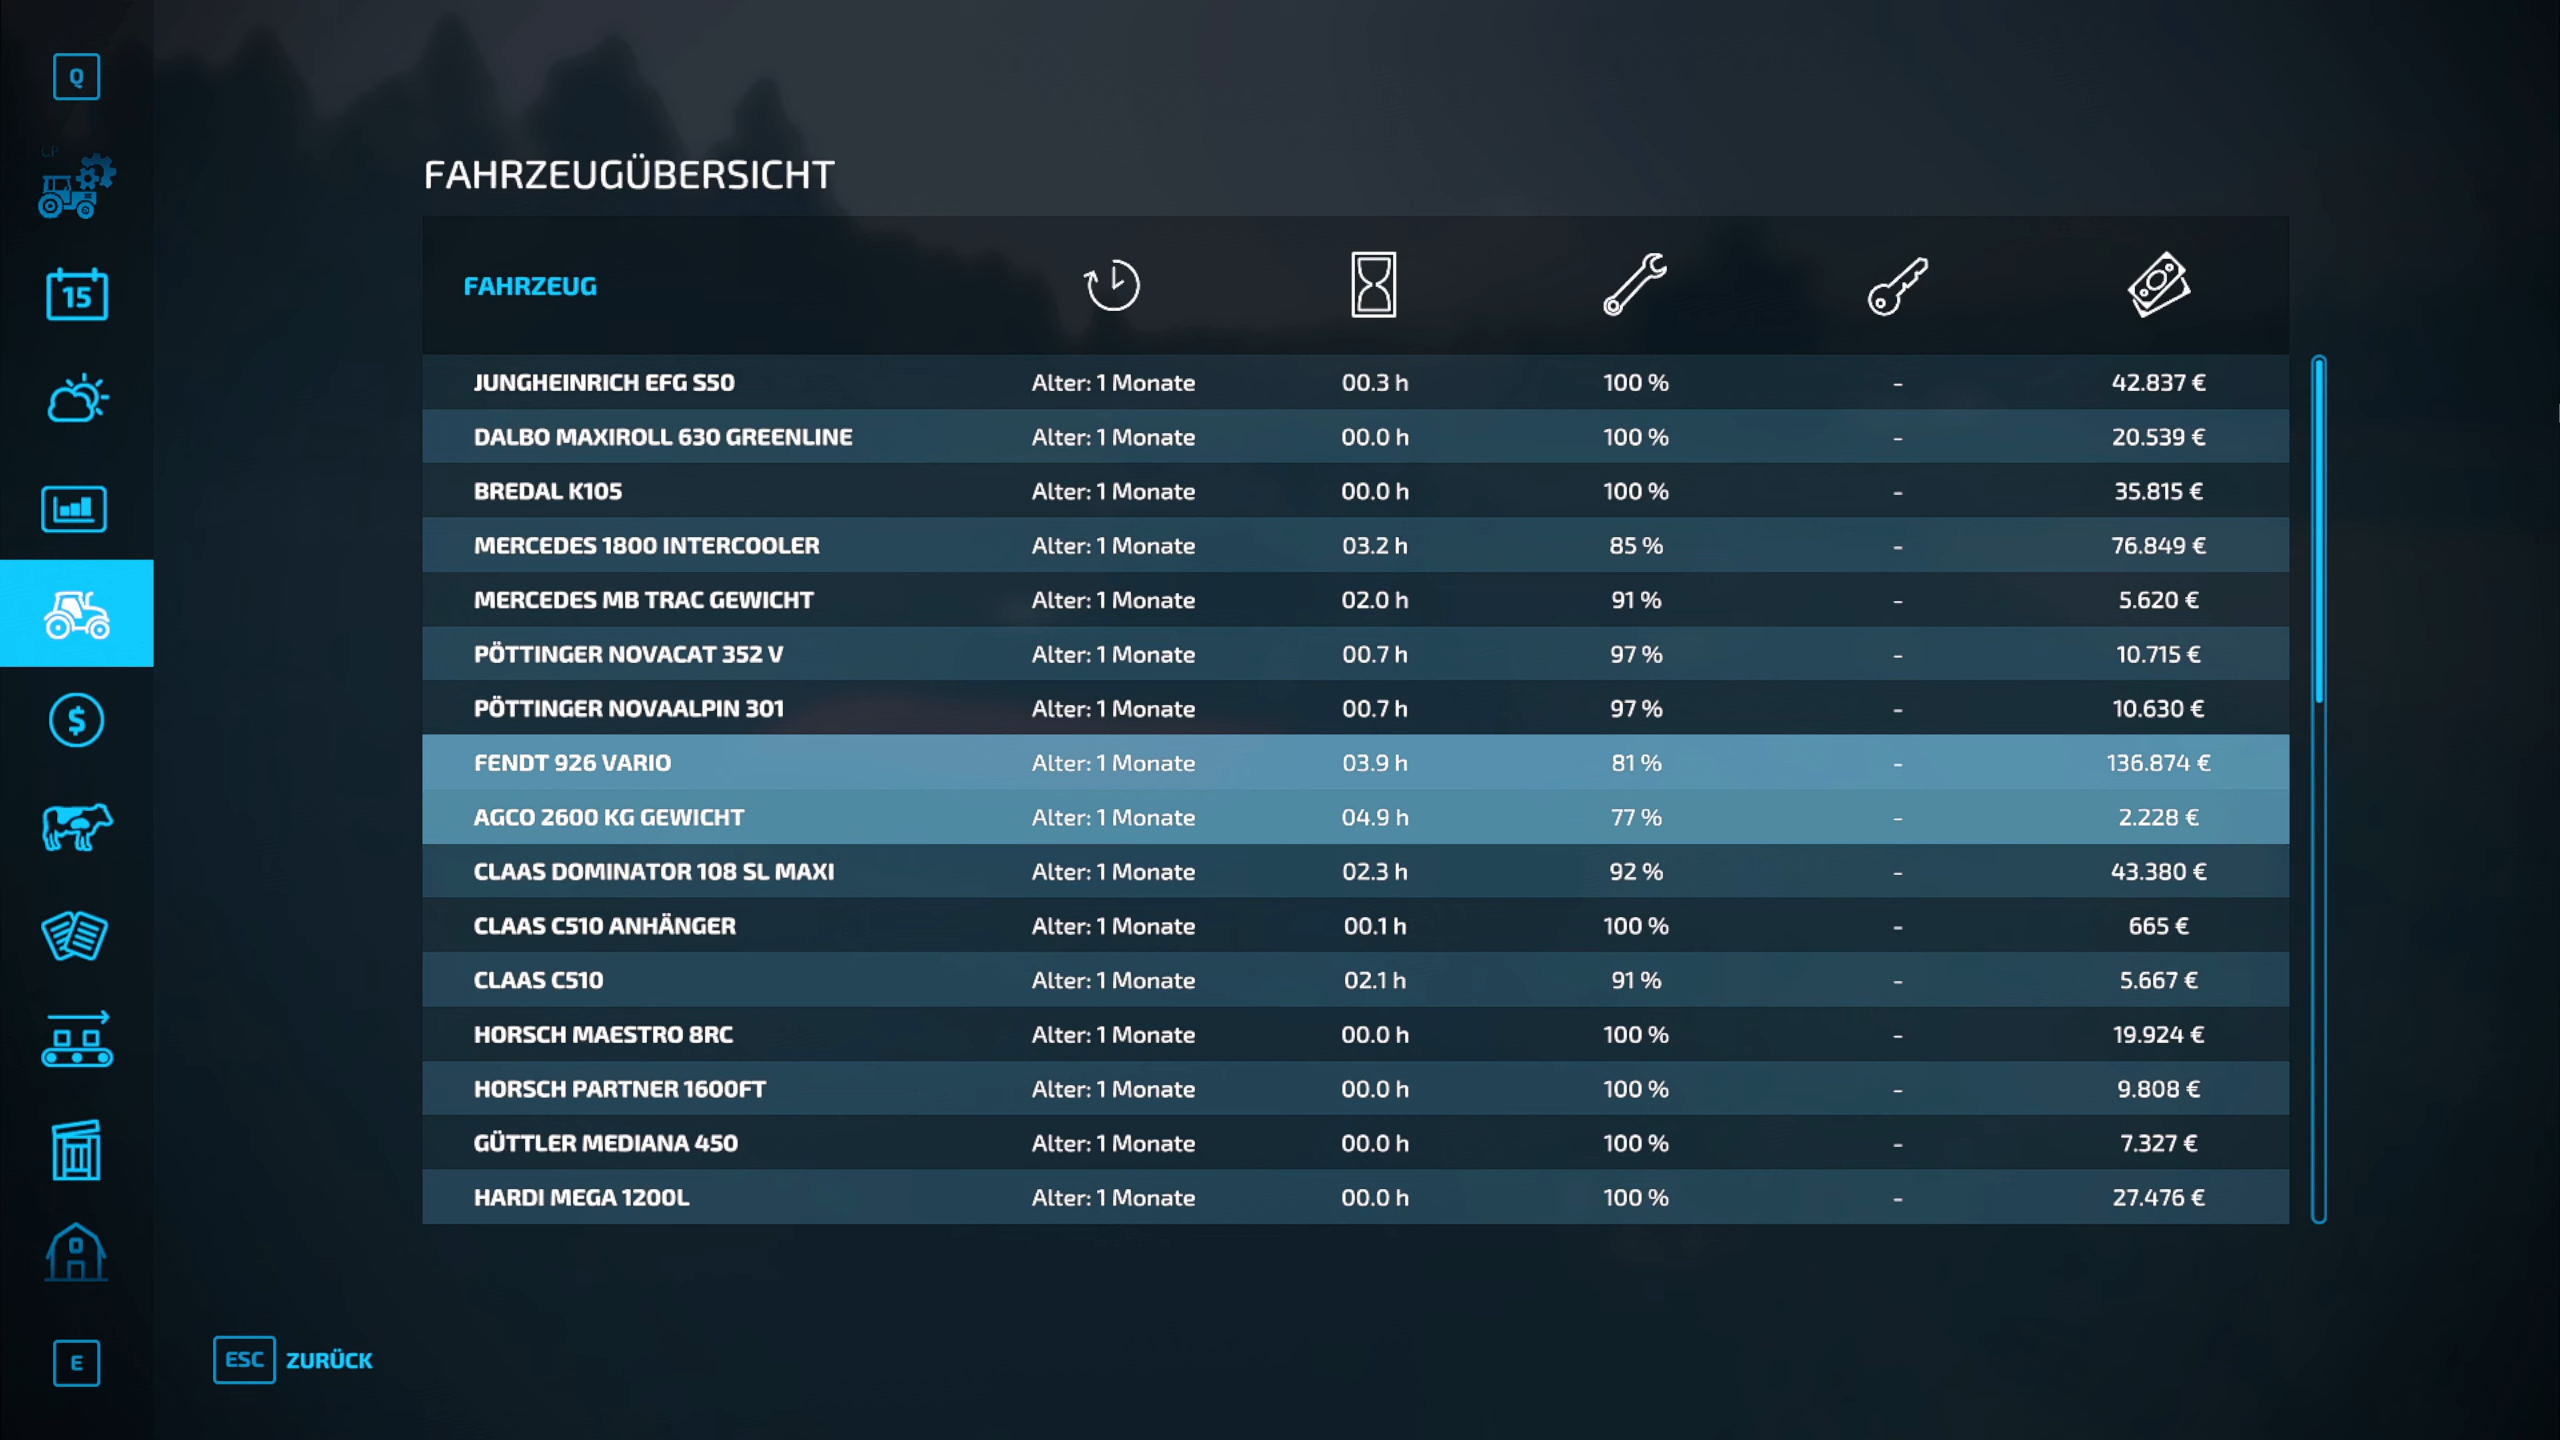 Q
CP
15
FAHRZEUGÜBERSICHT
FAHRZEUG
JUNGHEINRICH EFG S50 Alter: 1 Monate 00.3 h 100 % - 42.837 €
DALBO MAXIROLL 630 GREENLINE Alter: 1 Monate 00.0 h 100 % - 20.539 €
BREDAL K105 Alter: 1 Monate 00.0 h 100 % - 35.815 €
MERCEDES 1800 INTERCOOLER Alter: 1 Monate 03.2 h 85 % - 76.849 €
MERCEDES MB TRAC GEWICHT Alter: 1 Monate 02.0 h 91 % - 5.620 €
PÖTTINGER NOVACAT 352 V Alter: 1 Monate 00.7 h 97 % - 10.715 €
PÖTTINGER NOVAALPIN 301 Alter: 1 Monate 00.7 h 97 % - 10.630 €
FENDT 926 VARIO Alter: 1 Monate 03.9 h 81 % - 136.874 €
AGCO 2600 KG GEWICHT Alter: 1 Monate 04.9 h 77 % - 2.228 €
CLAAS DOMINATOR 108 SL MAXI Alter: 1 Monate 02.3 h 92 % - 43.380 €
CLAAS C510 ANHÄNGER Alter: 1 Monate 00.1 h 100 % - 665 €
CLAAS C510 Alter: 1 Monate 02.1 h 91 % - 5.667 €
HORSCH MAESTRO 8RC Alter: 1 Monate 00.0 h 100 % - 19.924 €
HORSCH PARTNER 1600FT Alter: 1 Monate 00.0 h 100 % - 9.808 €
GÜTTLER MEDIANA 450 Alter: 1 Monate 00.0 h 100 % - 7.327 €
HARDI MEGA 1200L Alter: 1 Monate 00.0 h 100 % - 27.476 €
E
ESC ZURÜCK